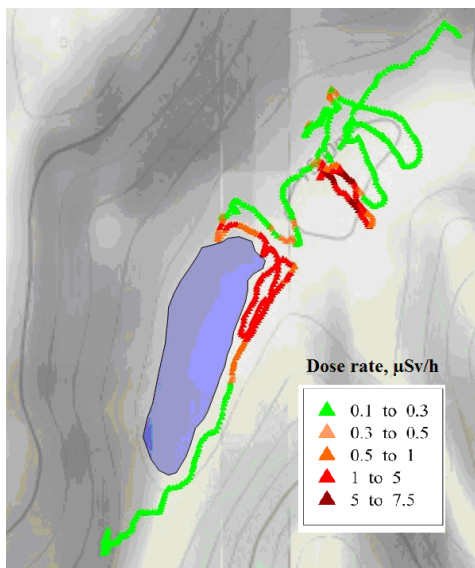 Dose rate, µSv/h
0.1 to 0.3
0.3 to 0.5
0.5 to 1
1 to 5
5 to 7.5